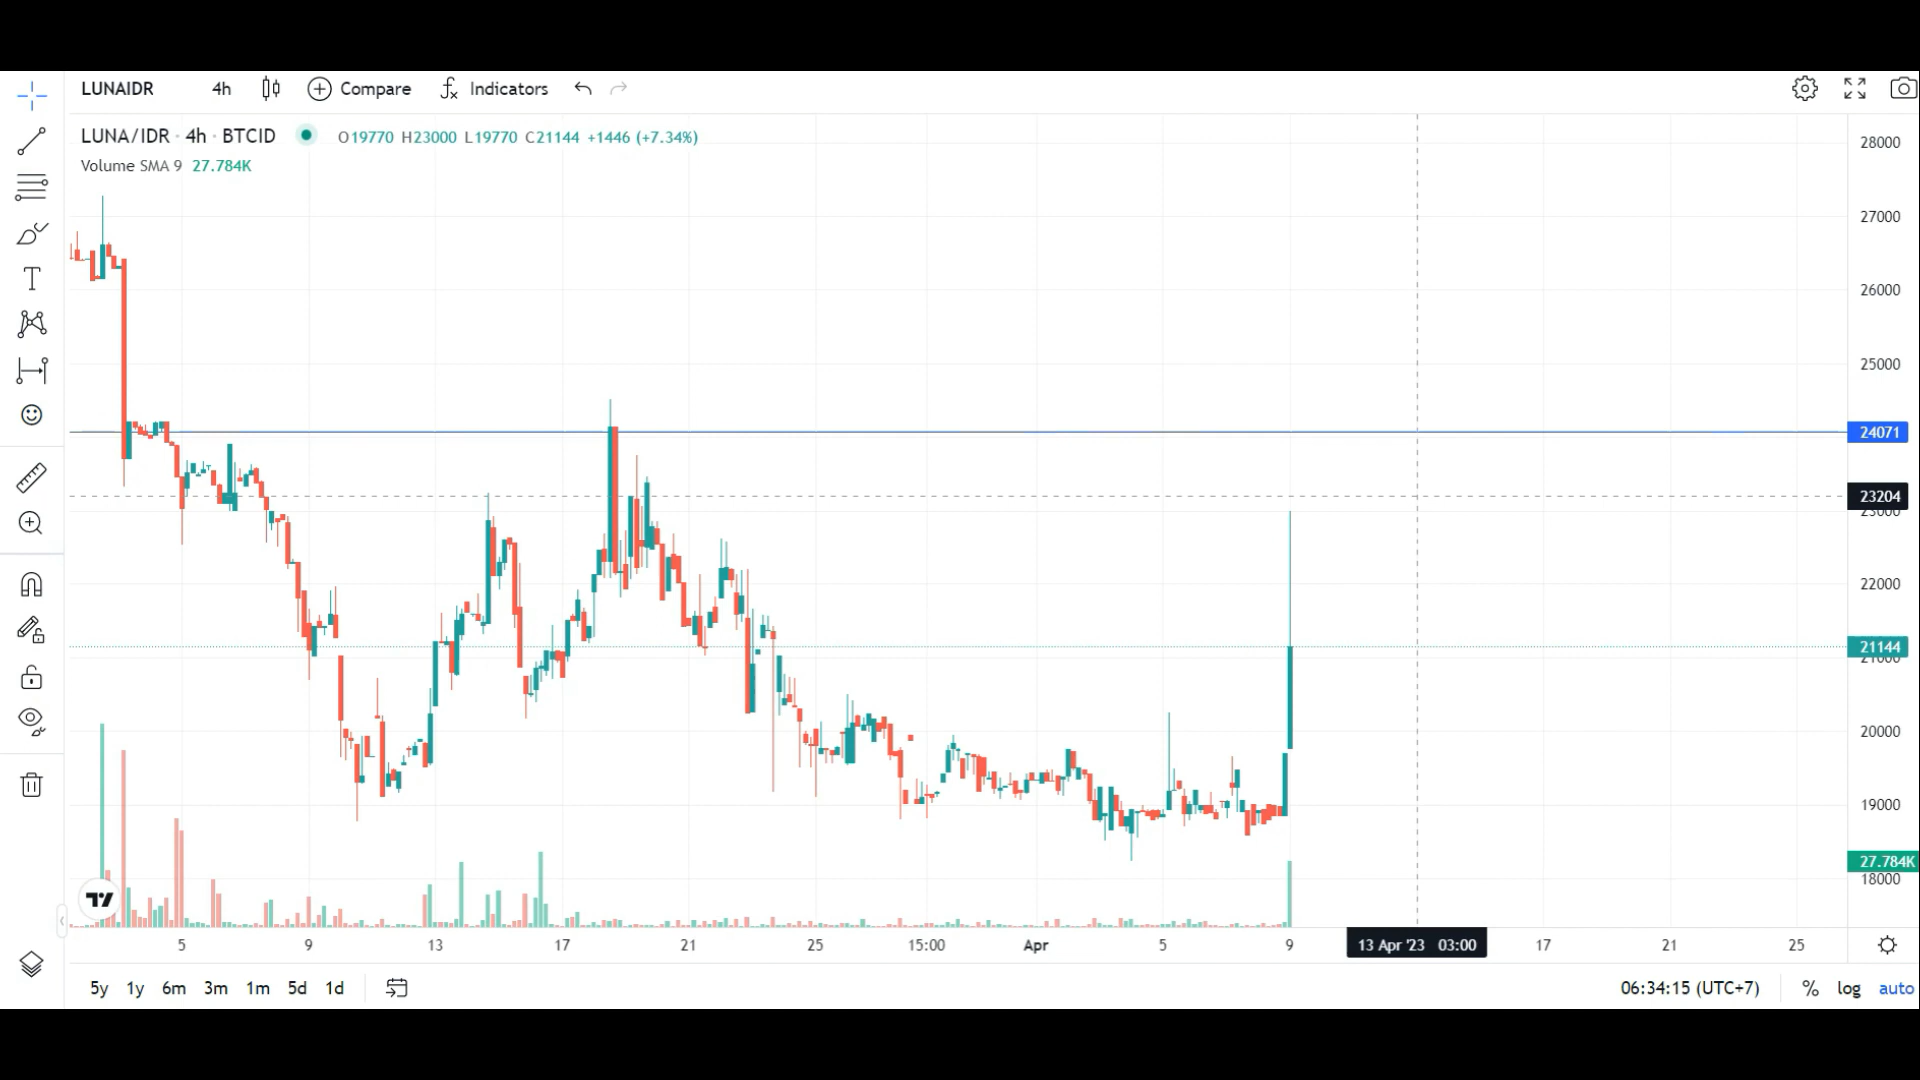 LUNAIDR 4h Compare Indicators
LUNA/IDR · 4h · BTCID O19770 H23000 L19770 C21144 +1446 (+7.34%)
Volume SMA 9 27.784K
28000
27000
26000
25000
24071
23204
23000
22000
21144
21000
20000
19000
27.784K
18000
5 9 13 17 21 25 15:00 Apr 5 9 13 Apr '23 03:00 17 21 25
5y 1y 6m 3m 1m 5d 1d 06:34:15 (UTC+7) % log auto